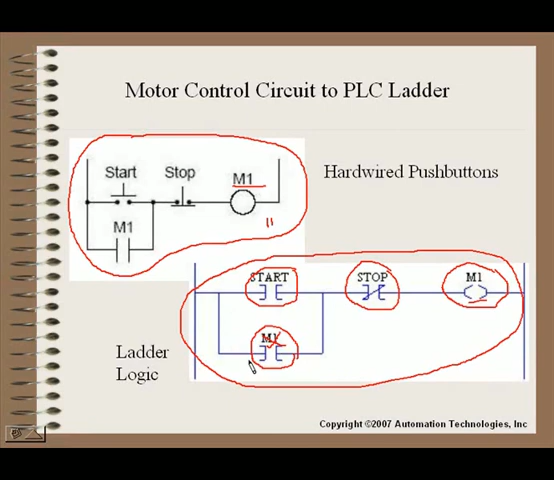 Motor Control Circuit to PLC Ladder
Start
Stop
M1
M1
Hardwired Pushbuttons
START
STOP
M1
M1
Ladder
Logic
Copyright ©2007 Automation Technologies, Inc